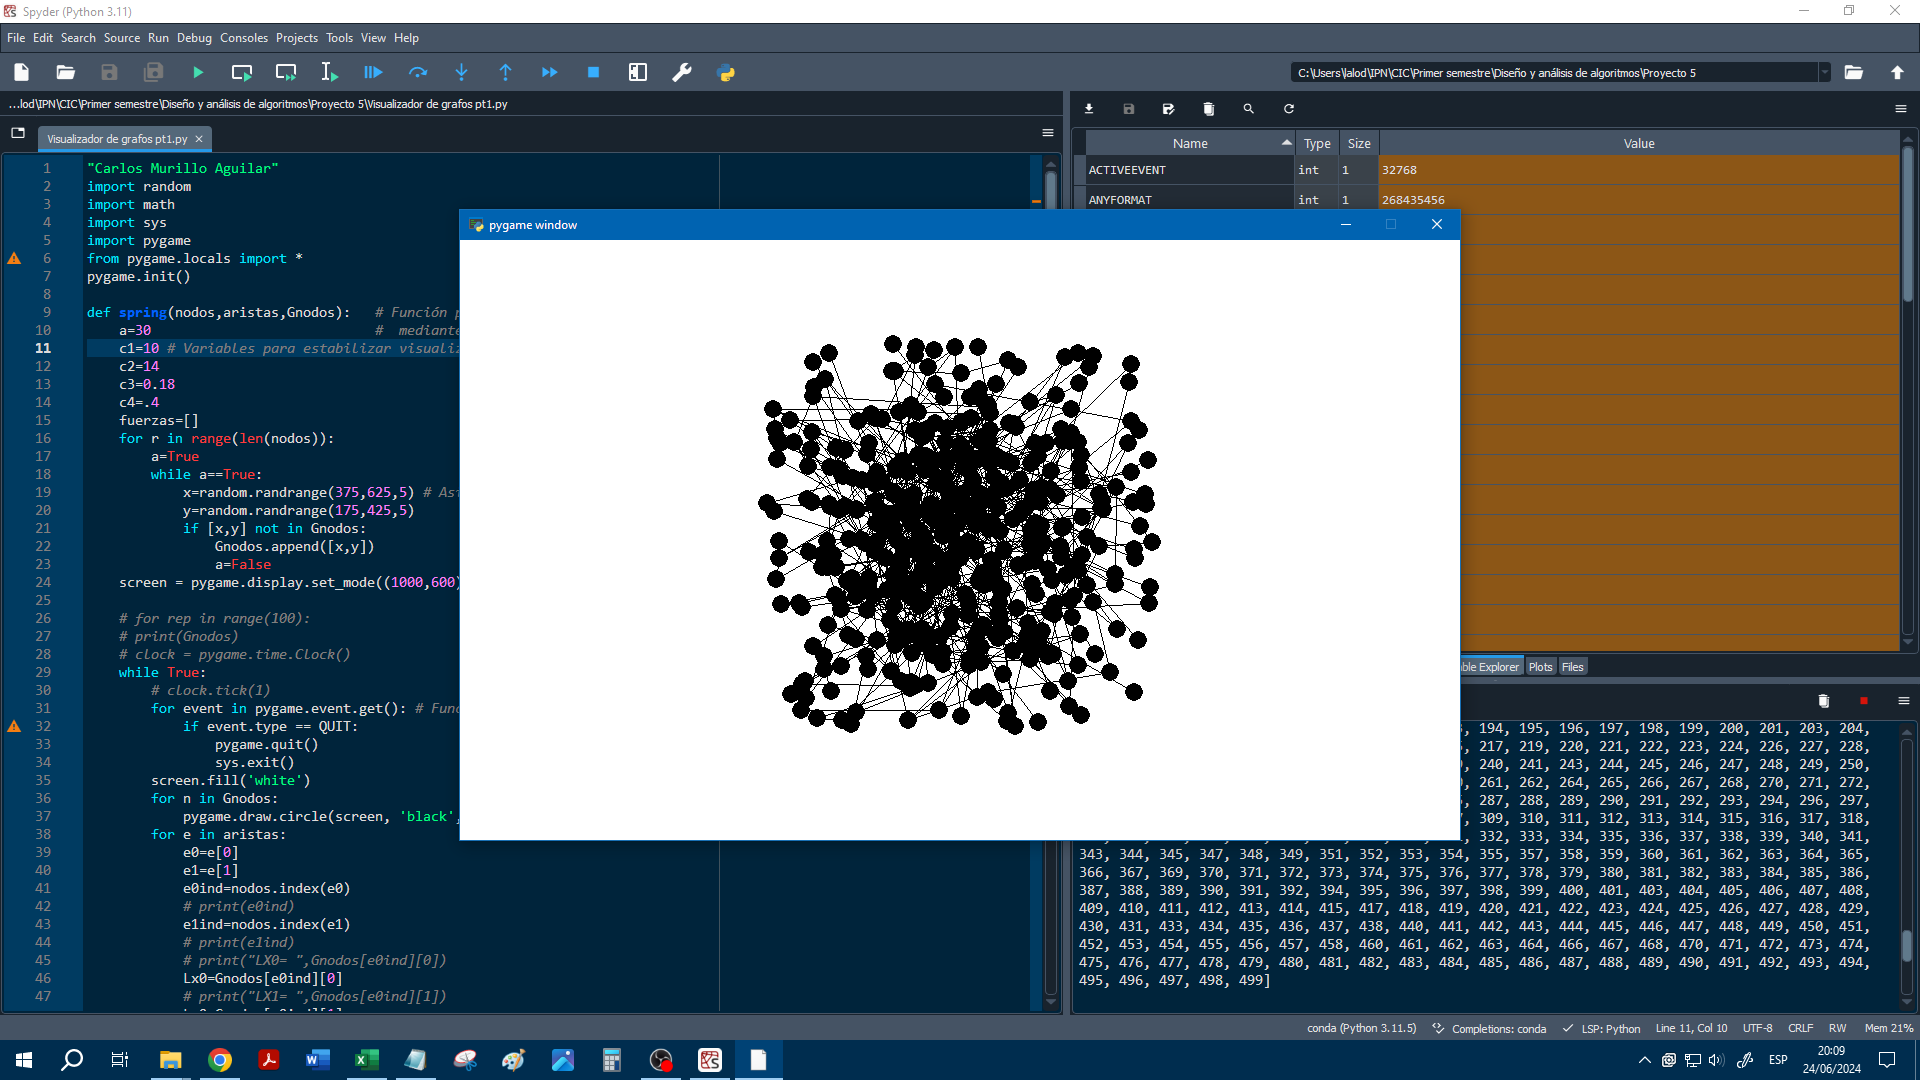 Spyder (Python 3.11)
File Edit Search Source Run Debug Consoles Projects Tools View Help
C:\Users\lalod\IPN\CIC\Primer semestre\Diseño y análisis de algoritmos\Proyecto 5
...lod\IPN\CIC\Primer semestre\Diseño y análisis de algoritmos\Proyecto 5\Visualizador de grafos pt1.py
Visualizador de grafos pt1.py
1 "Carlos Murillo Aguilar"
2 import random
3 import math
4 import sys
5 import pygame
6 from pygame.locals import *
7 pygame.init()
8
9 def spring(nodos,aristas,Gnodos): # Función
10 a=30 # mediante
11 c1=10 # Variables para estabilizar
12 c2=14
13 c3=0.18
14 c4=.4
15 fuerzas=[]
16 for r in range(len(nodos)):
17 a=True
18 while a==True:
19 x=random.randrange(375,625,5) #
20 y=random.randrange(175,425,5)
21 if [x,y] not in Gnodos:
22 Gnodos.append([x,y])
23 a=False
24 screen = pygame.display.set_mode((1000,600)
25
26 # for rep in range(100):
27 # print(Gnodos)
28 # clock = pygame.time.Clock()
29 while True:
30 # clock.tick(1)
31 for event in pygame.event.get(): #
32 if event.type == QUIT:
33 pygame.quit()
34 sys.exit()
35 screen.fill('white')
36 for n in Gnodos:
37 pygame.draw.circle(screen, 'black',
38 for e in aristas:
39 e0=e[0]
40 e1=e[1]
41 e0ind=nodos.index(e0)
42 # print(e0ind)
43 e1ind=nodos.index(e1)
44 # print(e1ind)
45 # print("LX0= ",Gnodos[e0ind][0])
46 Lx0=Gnodos[e0ind][0]
47 # print("LX1= ",Gnodos[e0ind][1])
pygame window
Name Type Size Value
ACTIVEEVENT int 1 32768
ANYFORMAT int 1 268435456
Explorer Plots Files
194, 195, 196, 197, 198, 199, 200, 201, 203, 204,
217, 219, 220, 221, 222, 223, 224, 226, 227, 228,
240, 241, 243, 244, 245, 246, 247, 248, 249, 250,
261, 262, 264, 265, 266, 267, 268, 270, 271, 272,
287, 288, 289, 290, 291, 292, 293, 294, 296, 297,
309, 310, 311, 312, 313, 314, 315, 316, 317, 318,
332, 333, 334, 335, 336, 337, 338, 339, 340, 341,
343, 344, 345, 347, 348, 349, 351, 352, 353, 354, 355, 357, 358, 359, 360, 361, 362, 363, 364, 365,
366, 367, 369, 370, 371, 372, 373, 374, 375, 376, 377, 378, 379, 380, 381, 382, 383, 384, 385, 386,
387, 388, 389, 390, 391, 392, 394, 395, 396, 397, 398, 399, 400, 401, 403, 404, 405, 406, 407, 408,
409, 410, 411, 412, 413, 414, 415, 417, 418, 419, 420, 421, 422, 423, 424, 425, 426, 427, 428, 429,
430, 431, 433, 434, 435, 436, 437, 438, 440, 441, 442, 443, 444, 445, 446, 447, 448, 449, 450, 451,
452, 453, 454, 455, 456, 457, 458, 460, 461, 462, 463, 464, 466, 467, 468, 470, 471, 472, 473, 474,
475, 476, 477, 478, 479, 480, 481, 482, 483, 484, 485, 486, 487, 488, 489, 490, 491, 492, 493, 494,
495, 496, 497, 498, 499]
conda (Python 3.11.5) Completions: conda LSP: Python Line 11, Col 10 UTF-8 CRLF RW Mem 21%
ESP
20:09
24/06/2024